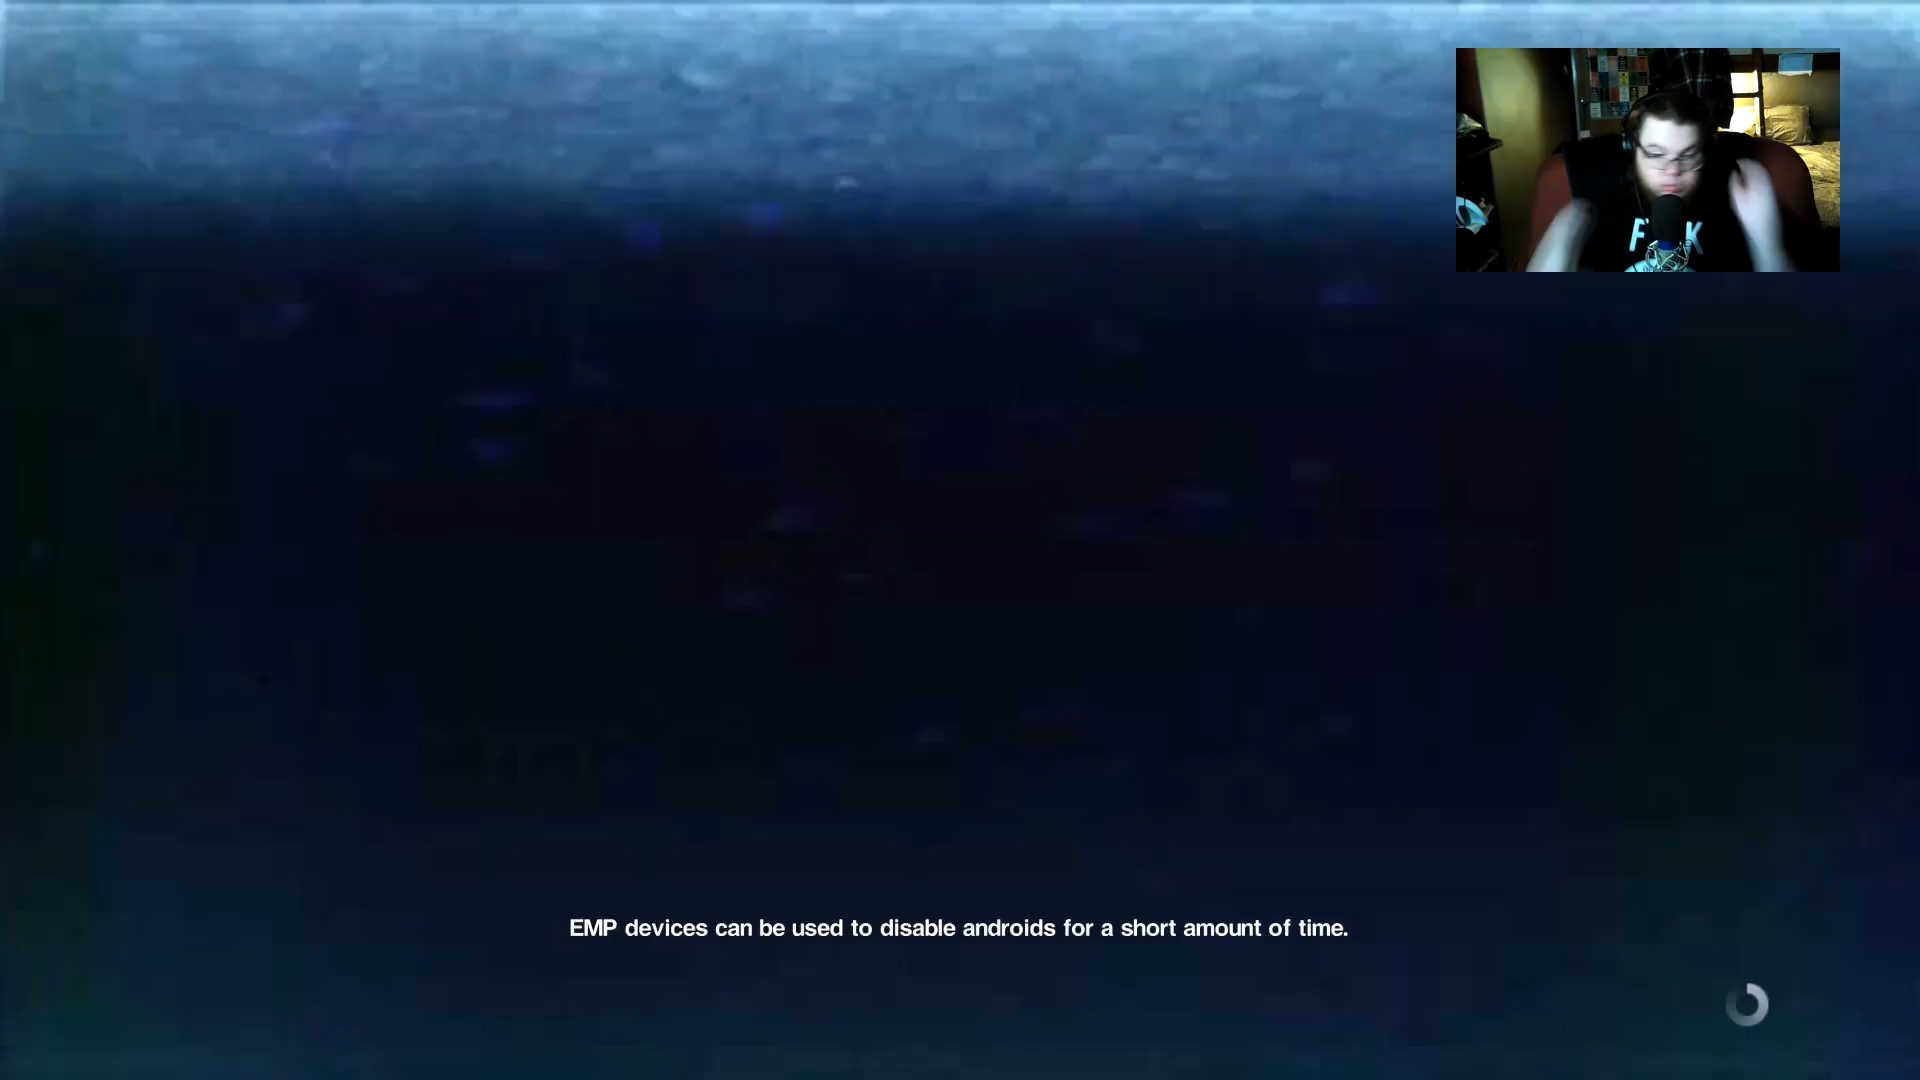 EMP devices can be used to disable androids for a short amount of time.